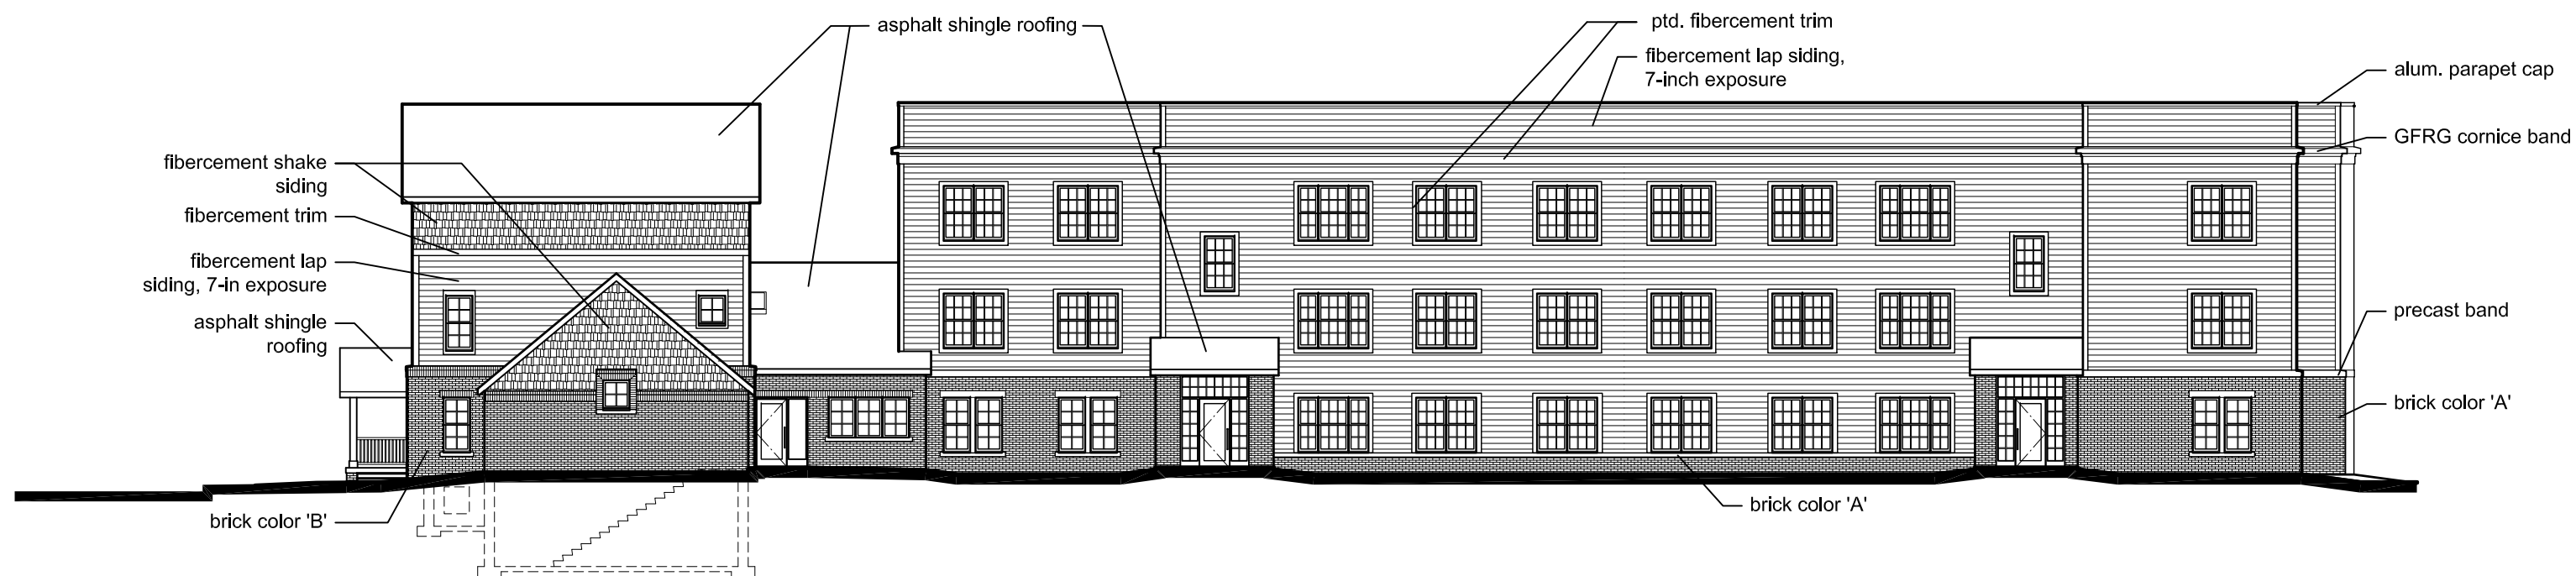 asphalt shingle roofing
ptd. fibercement trim
fibercement lap siding,
7-inch exposure
alum. parapet cap
GFRG cornice band
fibercement shake
siding
fibercement trim
fibercement lap
siding, 7-in exposure
asphalt shingle
roofing
precast band
brick color 'A'
brick color 'B'
brick color 'A'